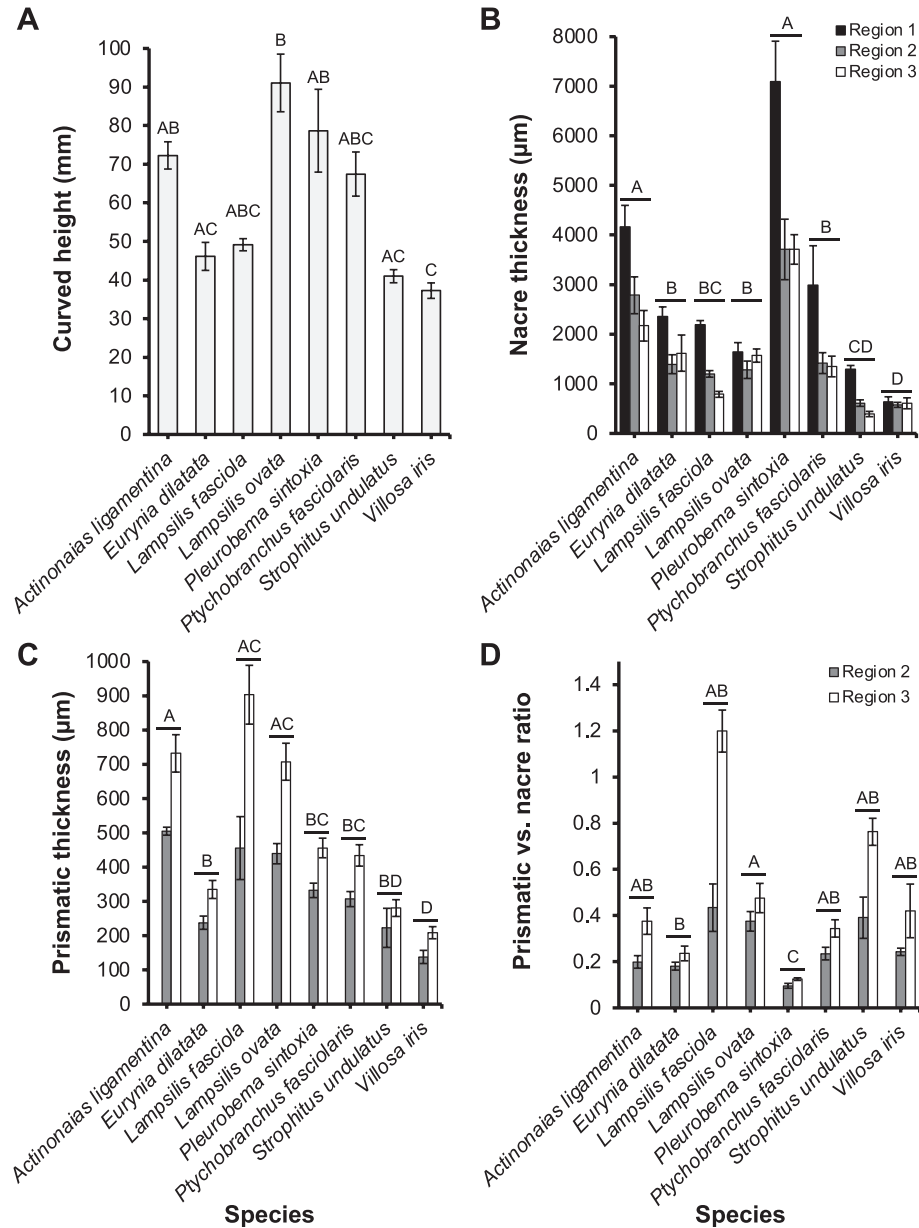 A
Curved height (mm)
100
90
80
70
60
50
40
30
20
10
0
AB
AC
ABC
B
AB
ABC
AC
C
Actinonaias ligamentina
Eurynia dilatata
Lampsilis fasciola
Lampsilis ovata
Pleurobema sintoxia
Ptychobranchus fasciolaris
Strophitus undulatus
Villosa iris
B
Nacre thickness (µm)
8000
7000
6000
5000
4000
3000
2000
1000
0
A
B
BC
B
A
B
CD
D
Region 1
Region 2
Region 3
Actinonaias ligamentina
Eurynia dilatata
Lampsilis fasciola
Lampsilis ovata
Pleurobema sintoxia
Ptychobranchus fasciolaris
Strophitus undulatus
Villosa iris
C
Prismatic thickness (µm)
1000
900
800
700
600
500
400
300
200
100
0
A
B
AC
AC
BC
BC
BD
D
Actinonaias ligamentina
Eurynia dilatata
Lampsilis fasciola
Lampsilis ovata
Pleurobema sintoxia
Ptychobranchus fasciolaris
Strophitus undulatus
Villosa iris
Species
D
Prismatic vs. nacre ratio
1.4
1.2
1
0.8
0.6
0.4
0.2
0
AB
B
AB
A
C
AB
AB
AB
Region 2
Region 3
Actinonaias ligamentina
Eurynia dilatata
Lampsilis fasciola
Lampsilis ovata
Pleurobema sintoxia
Ptychobranchus fasciolaris
Strophitus undulatus
Villosa iris
Species